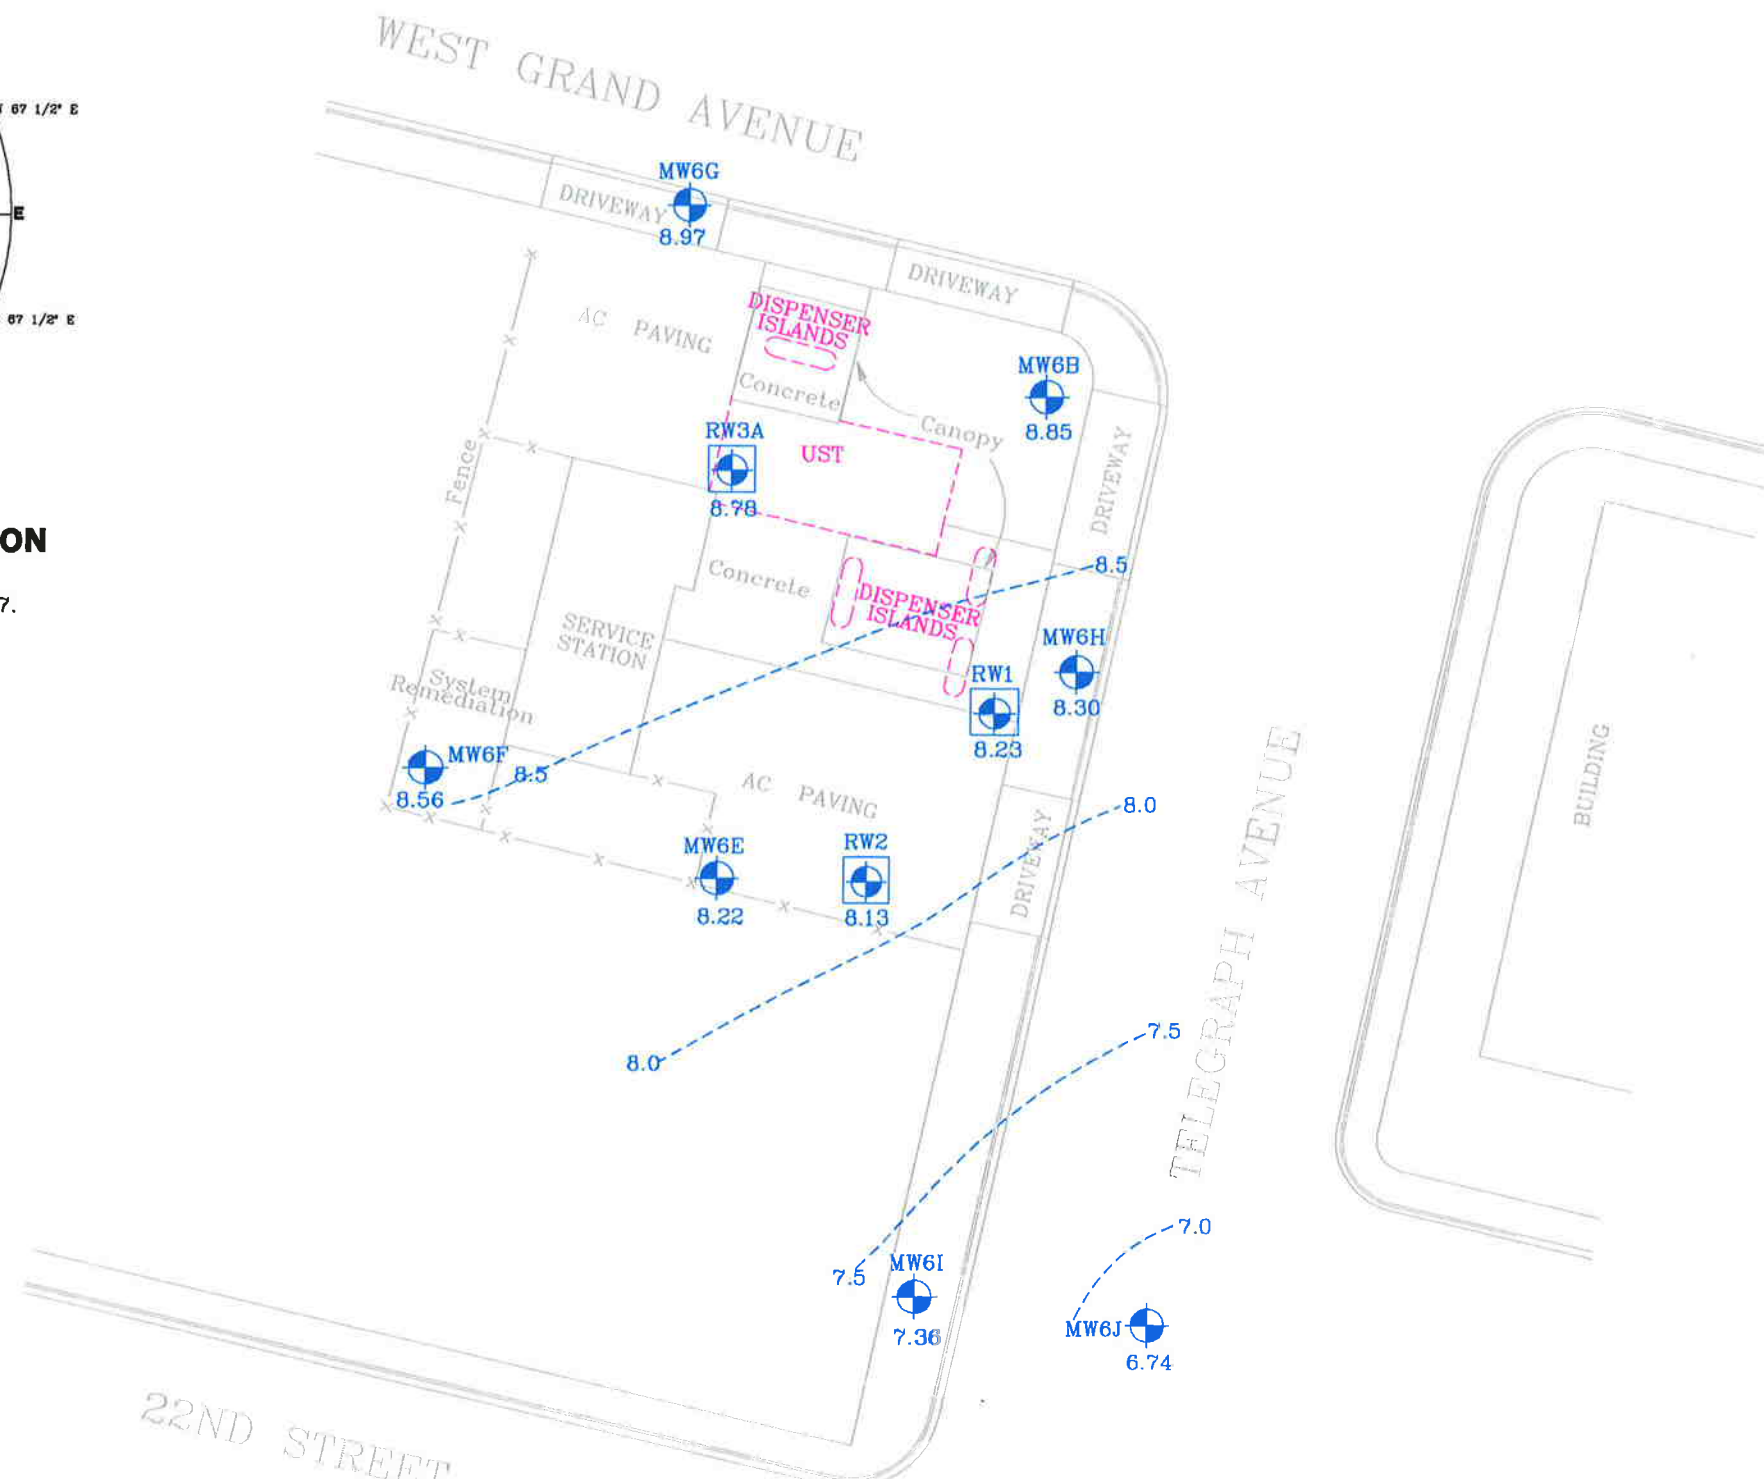 WEST GRAND AVENUE
67 1/2° E
E
67 1/2° E
ON
7.
MW6G
8.97
DRIVEWAY
DRIVEWAY
DISPENSER
ISLANDS
AC PAVING
Concrete
Canopy
MW6B
8.85
RW3A
8.78
UST
Fence
DRIVEWAY
8.5
Concrete
DISPENSER
ISLANDS
SERVICE
STATION
MW6H
8.30
RW1
8.23
System
Remediation
MW6F
8.56
8.5
AC PAVING
8.0
DRIVEWAY
MW6E
8.22
RW2
8.13
8.0
7.5
TELEGRAPH AVENUE
BUILDING
7.0
7.5
MW6I
7.36
MW6J
6.74
22ND STREET